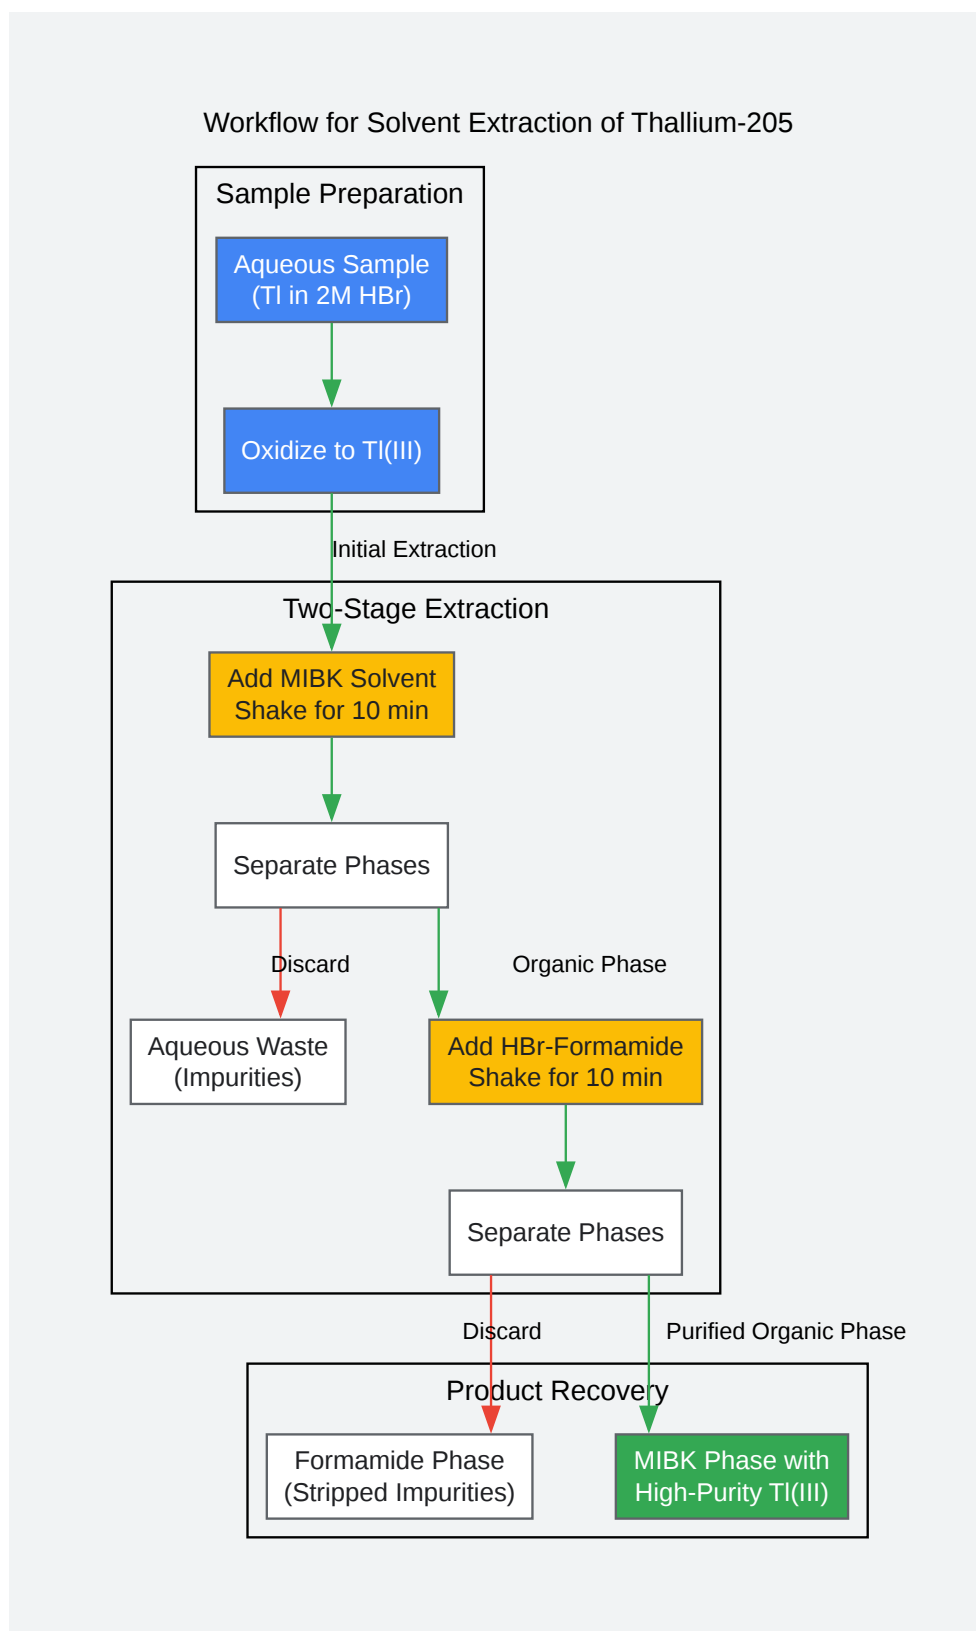 Workflow for Solvent Extraction of Thallium-205
Sample Preparation
Aqueous Sample
(Tl in 2M HBr)
Oxidize to Tl(III)
Initial Extraction
Two-Stage Extraction
Add MIBK Solvent
Shake for 10 min
Separate Phases
Discard
Organic Phase
Aqueous Waste
(Impurities)
Add HBr-Formamide
Shake for 10 min
Separate Phases
Discard
Purified Organic Phase
Product Recovery
Formamide Phase
(Stripped Impurities)
MIBK Phase with
High-Purity Tl(III)